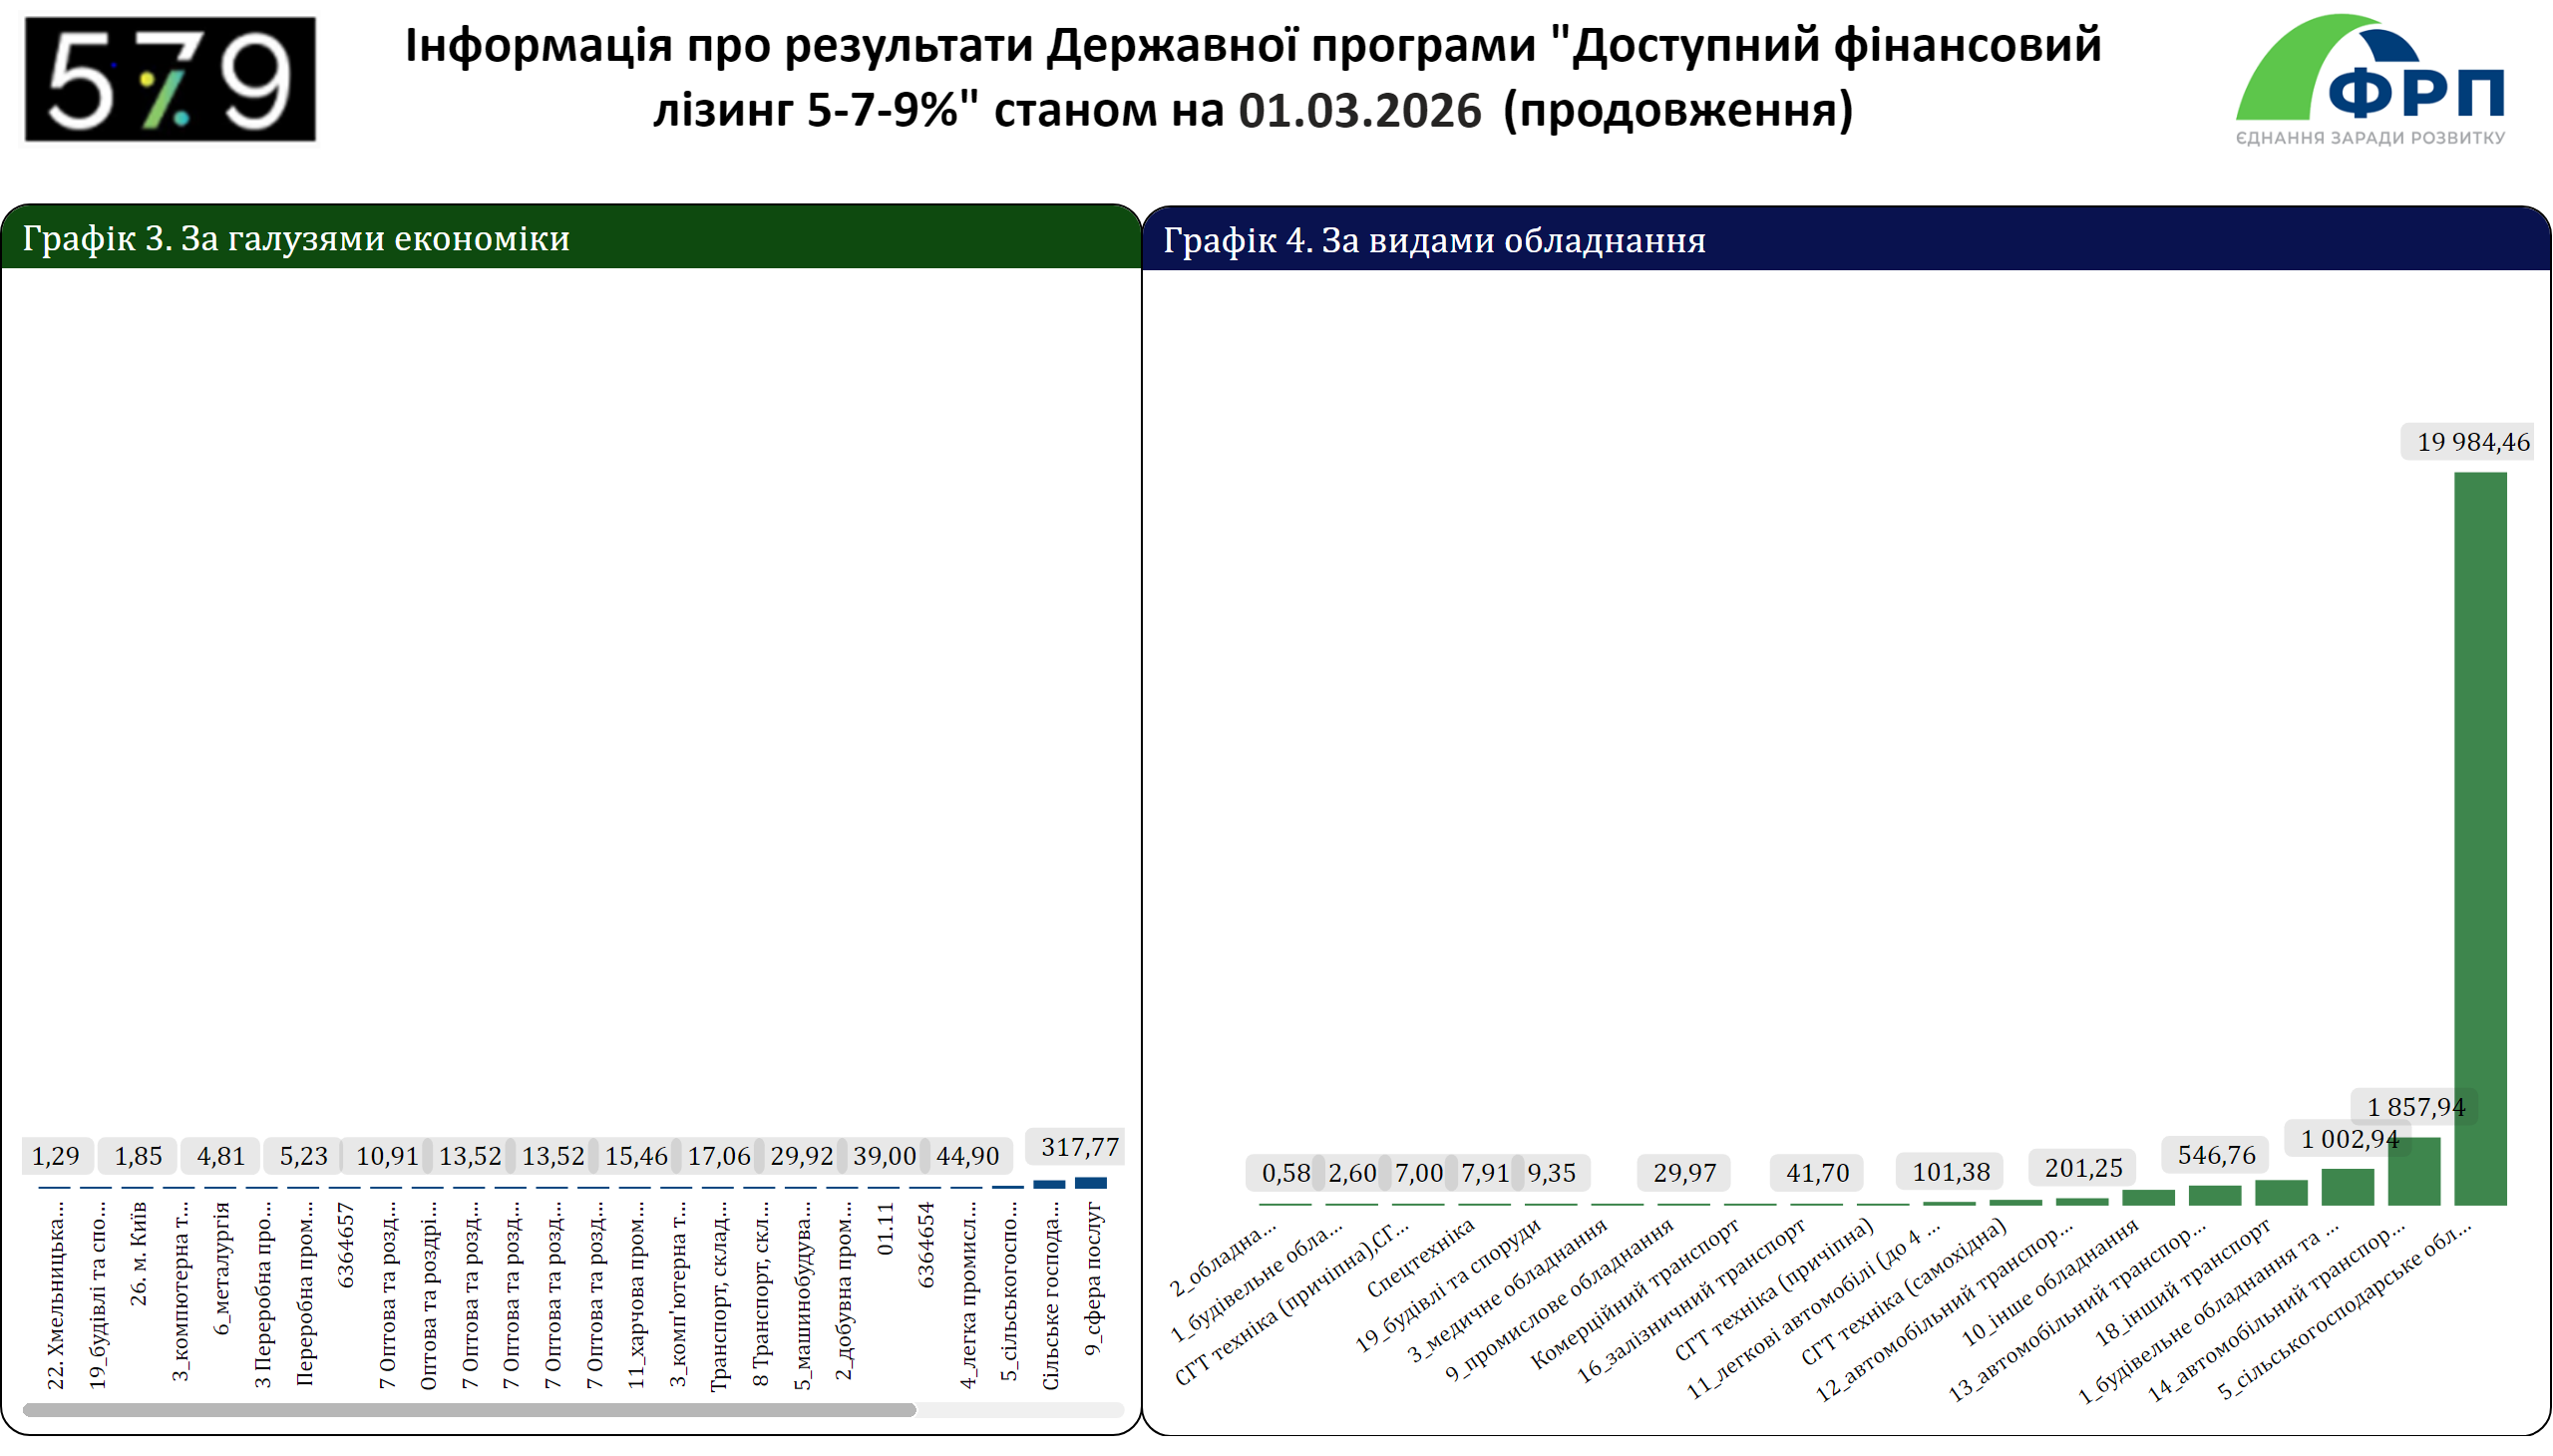 579
Інформація про результати Державної програми "Доступний фінансовий
лізинг 5-7-9%" станом на 01.03.2026 (продовження)
ФРП
ЄДНАННЯ ЗАРАДИ РОЗВИТКУ
Графік 3. За галузями економіки
317,77
1,29 1,85 4,81 5,23 10,91 13,52 13,52 15,46 17,06 29,92 39,00 44,90
22. Хмельницька...
19_будівлі та спо...
26. м. Київ
3_компютерна т...
6_металургія
3 Переробна про...
Переробна пром...
6364657
7 Оптова та розд...
Оптова та роздрі...
7 Оптова та розд...
7 Оптова та розд...
7 Оптова та розд...
7 Оптова та розд...
11_харчова пром...
3_комп'ютерна т...
Транспорт, склад...
8 Транспорт, скл...
5_машинобудува...
2_добувна пром...
01.11
6364654
4_легка промисл...
5_сільськогоспо...
Сільське господа...
9_сфера послуг
Графік 4. За видами обладнання
19 984,46
1 857,94
1 002,94
546,76
201,25
0,58 2,60 7,00 7,91 9,35 29,97 41,70 101,38
2_обладна...
1_будівельне обла...
СГТ техніка (причіпна),СГ...
Спецтехніка
19_будівлі та споруди
3_медичне обладнання
9_промислове обладнання
Комерційний транспорт
16_залізничний транспорт
СГТ техніка (причіпна)
11_легкові автомобілі (до 4 ...
СГТ техніка (самохідна)
12_автомобільний транспор...
10_інше обладнання
13_автомобільний транспор...
18_інший транспорт
1_будівельне обладнання та ...
14_автомобільний транспор...
5_сільськогосподарське обл...